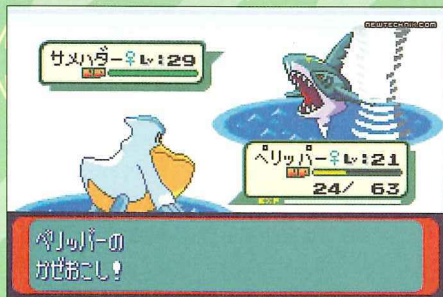 NEWTECHNIX.COM
サメハダー♀ Lv:29
HP
ペリッパー♀ Lv:21
HP
24/ 63
ペリッパーの
かぜおこし!